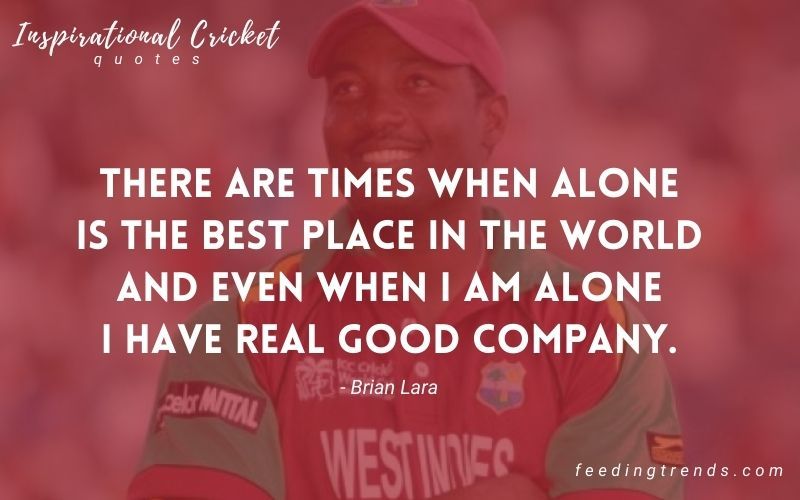 Inspirational Cricket
quotes
THERE ARE TIMES WHEN ALONE
IS THE BEST PLACE IN THE WORLD
AND EVEN WHEN I AM ALONE
I HAVE REAL GOOD COMPANY.
- Brian Lara
MITTAL
WEST INDIES
feedingtrends.com